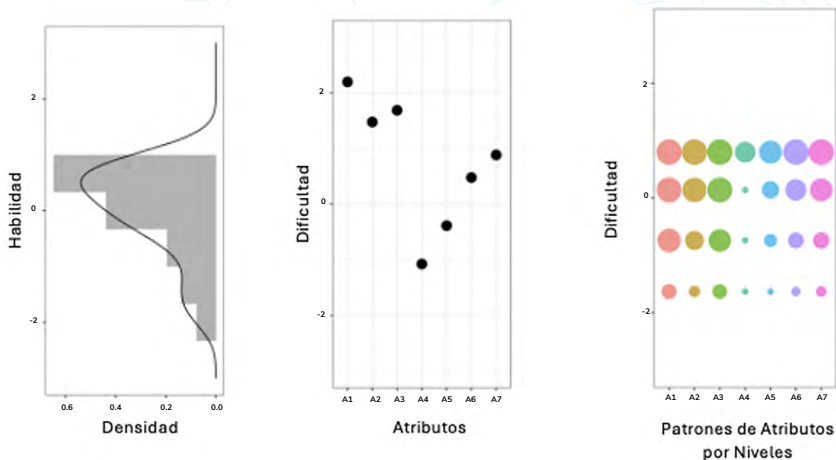 2
0
-2
Habilidad
0.6 0.4 0.2 0.0
Densidad
2
0
-2
Dificultad
A1 A2 A3 A4 A5 A6 A7
Atributos
2
0
-2
Dificultad
A1 A2 A3 A4 A5 A6 A7
Patrones de Atributos
por Niveles